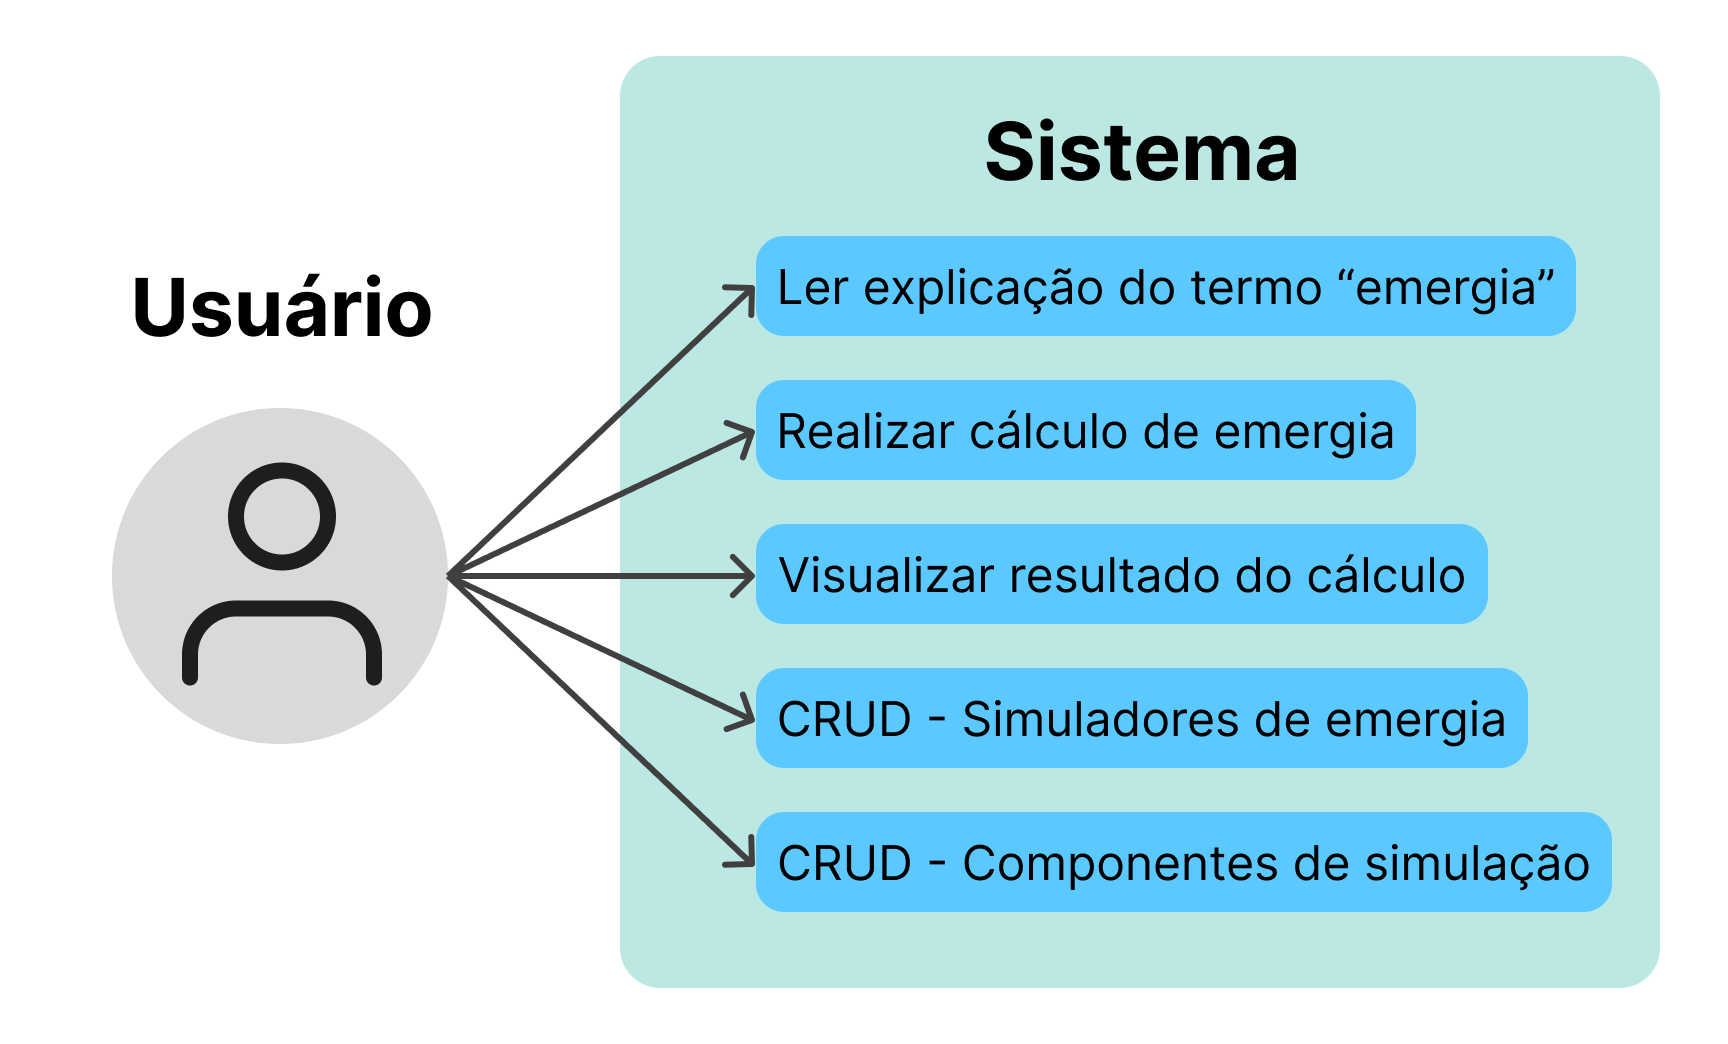 Sistema
Usuário
Ler explicação do termo “emergia”
Realizar cálculo de emergia
Visualizar resultado do cálculo
CRUD - Simuladores de emergia
CRUD - Componentes de simulação